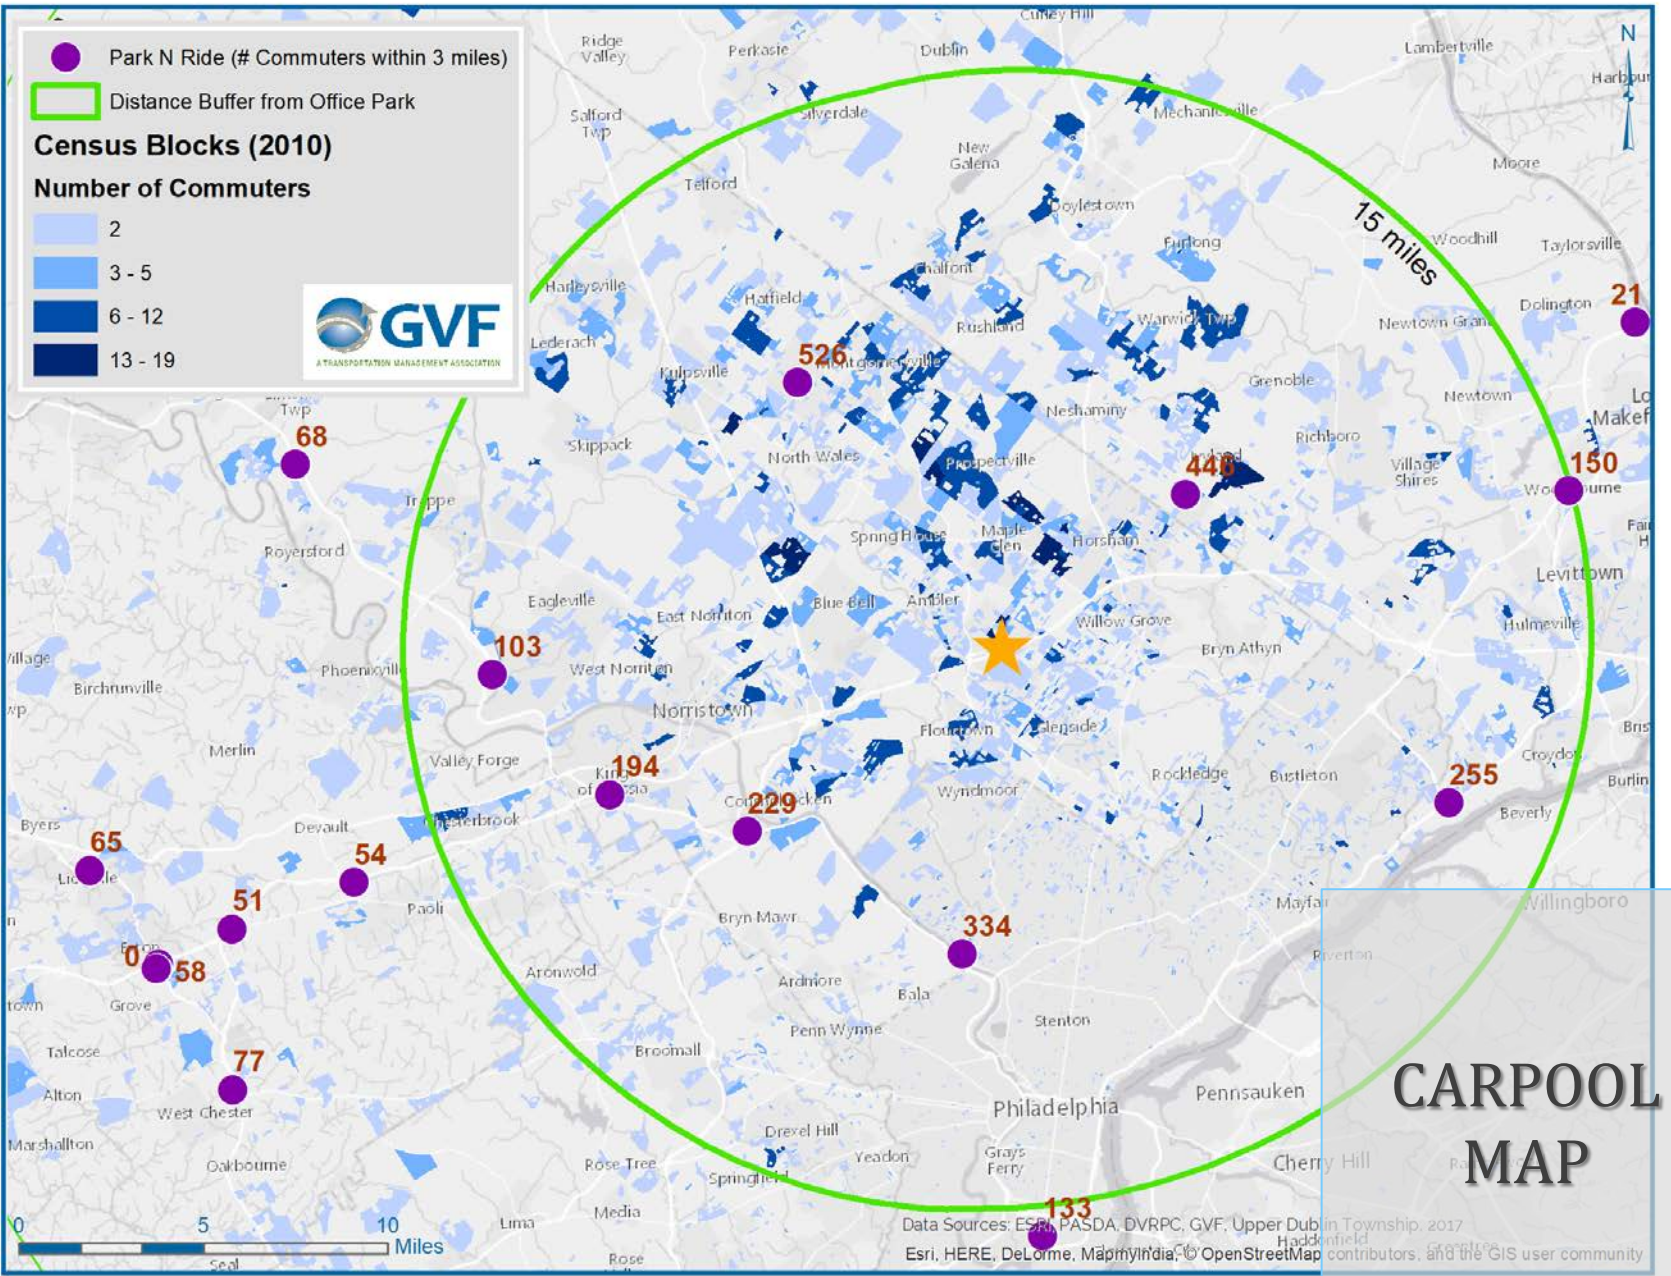 Park N Ride (# Commuters within 3 miles)
Distance Buffer from Office Park
Census Blocks (2010)
Number of Commuters
2
3 - 5
6 - 12
13 - 19
GVF
A TRANSPORTATION MANAGEMENT ASSOCIATION
N
15 miles
Curley Hill
Ridge
Valley
Perkasie
Dublin
Lambertville
Salford
Twp
Silverdale
Mechanicsville
New
Galena
Moore
Telford
Doylestown
Furlong
Woodhill
Taylorsville
Chalfont
Harleysville
Hatfield
Dolington
21
Rushland
Warwick Twp
Newtown Grant
Lederach
526
Montgomeryville
Kulpsville
Grenoble
Newtown
Twp
68
Neshaminy
Skippack
Richboro
North Wales
Prospectville
446
Village
Shires
150
Trappe
Royersford
Spring House
Maple
Glen
Horsham
Levittown
Eagleville
East Norriton
Blue Bell
Ambler
Willow Grove
Hulmeville
103
Phoenixville
West Norriton
Bryn Athyn
Birchrunville
Norristown
Flourtown
Glenside
Merlin
Valley Forge
Croydon
194
Rockledge
Bustleton
255
Wyndmoor
229
Beverly
Byers
Devault
Chesterbrook
65
54
51
Paoli
Bryn Mawr
Willingboro
334
0
58
Riverton
Aronwold
Ardmore
Bala
Grove
Penn Wynne
Stenton
Talcose
Broomall
77
Alton
West Chester
Pennsauken
Philadelphia
CARPOOL
MAP
Marshallton
Drexel Hill
Oakbourne
Rose Tree
Yeadon
Grays
Ferry
Cherry Hill
Springfield
Media
Lima
133
0 5 10
Miles
Seal
Rose
Data Sources: ESRI, PASDA, DVRPC, GVF, Upper Dublin Township. 2017
Esri, HERE, DeLorme, MapmyIndia, © OpenStreetMap contributors, and the GIS user community